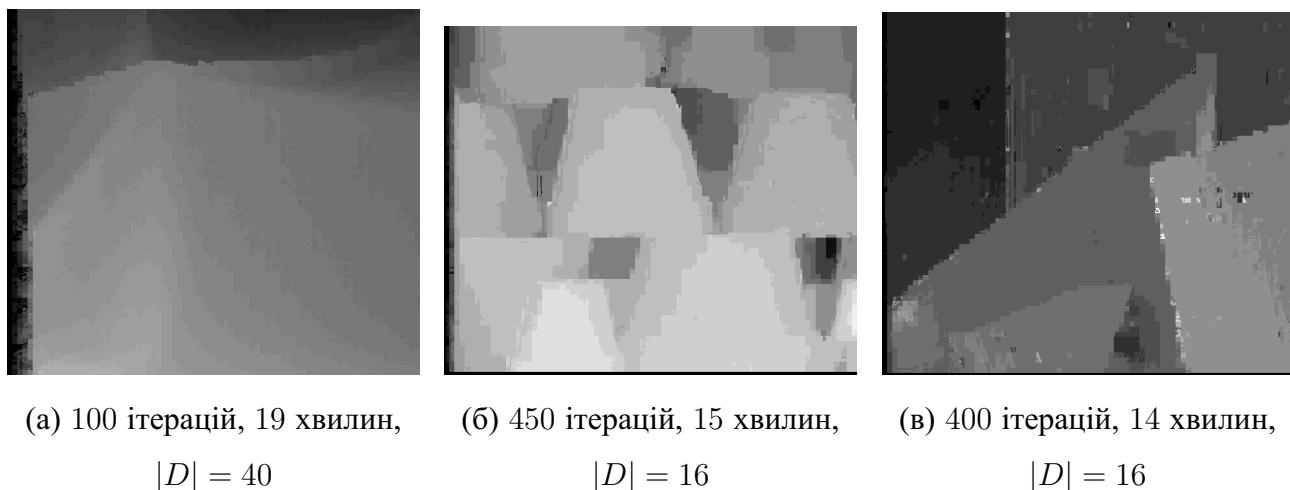 (а) 100 ітерацій, 19 хвилин,
|D| = 40
(б) 450 ітерацій, 15 хвилин,
|D| = 16
(в) 400 ітерацій, 14 хвилин,
|D| = 16